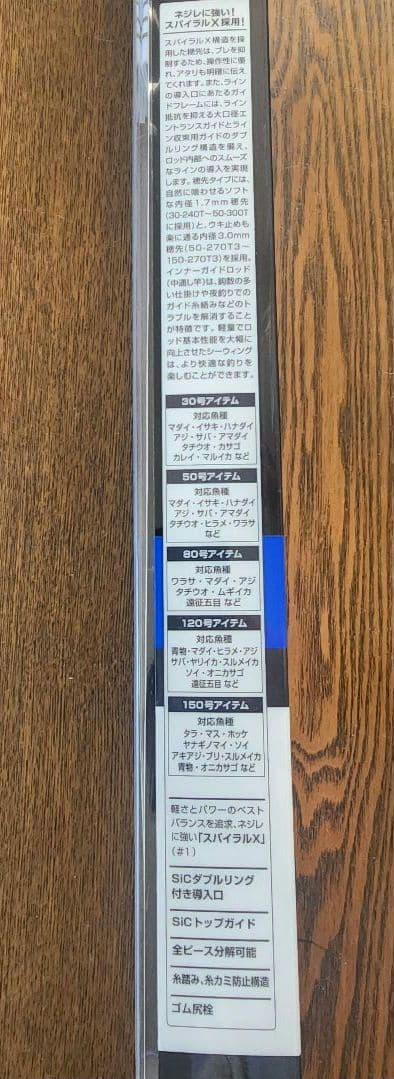 ネジレに強い!
スパイラルX採用!
スパイラルX構造を採
用した穂先は、ブレを抑
制するため、操作性に優
れ、アタリも明確に伝え
てくれます。また、ライン
の導入口にあたるガイ
ドフレームには、ライン
抵抗を抑える大口径エ
ントランスガイドとライ
ン収束用ガイドのダブ
ルリング構造を備え、
ロッド内部へのスムーズ
なラインの導入を実現
します。穂先タイプには、
自然に喰わせるソフト
な内径1.7mm穂先
(30-240T～50-300T
に採用)と、ウキ止めも
楽に通る内径3.0mm
穂先(50-270T3～
150-270T3)を採用。
インナーガイドロッド
(中通し竿)は、鈎数の多
い仕掛けや夜釣りでの
ガイド糸絡みなどのト
ラブルを解消すること
が特徴です。軽量でロ
ッド基本性能を大幅に
向上させたシーウィング
は、より快適な釣りを
楽しむことができます。
30号アイテム
対応魚種
マダイ・イサキ・ハナダイ
アジ・サバ・アマダイ
タチウオ・カサゴ
カレイ・マルイカ など
50号アイテム
対応魚種
マダイ・イサキ・ハナダイ
アジ・サバ・アマダイ
タチウオ・ヒラメ・ワラサ
など
80号アイテム
対応魚種
ワラサ・マダイ・アジ
タチウオ・ムギイカ
遠征五目 など
120号アイテム
対応魚種
青物・マダイ・ヒラメ・アジ
サバ・ヤリイカ・スルメイカ
ソイ・オニカサゴ
遠征五目 など
150号アイテム
対応魚種
タラ・マス・ホッケ
ヤナギノマイ・ソイ
アキアジ・ブリ・スルメイカ
青物・オニカサゴ など
軽さとパワーのベスト
バランスを追求、ネジレ
に強い「スパイラルX」
(#1)
SiCダブルリング
付き導入口
SiCトップガイド
全ピース分解可能
糸踏み、糸カミ防止構造
ゴム尻栓